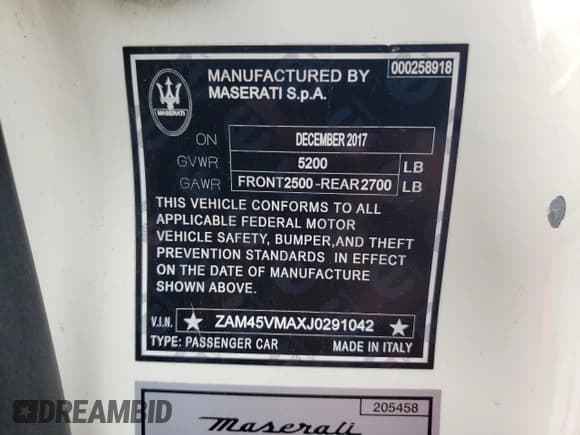 000258918
MANUFACTURED BY
MASERATI S.p.A.
MASERATI
ON DECEMBER 2017
GVWR 5200 LB
GAWR FRONT2500-REAR2700 LB
THIS VEHICLE CONFORMS TO ALL
APPLICABLE FEDERAL MOTOR
VEHICLE SAFETY, BUMPER,AND THEFT
PREVENTION STANDARDS IN EFFECT
ON THE DATE OF MANUFACTURE
SHOWN ABOVE.
V.I.N. ★ ZAM45VMAXJ0291042 ★
TYPE: PASSENGER CAR MADE IN ITALY
205458
Maserati
DREAMBID